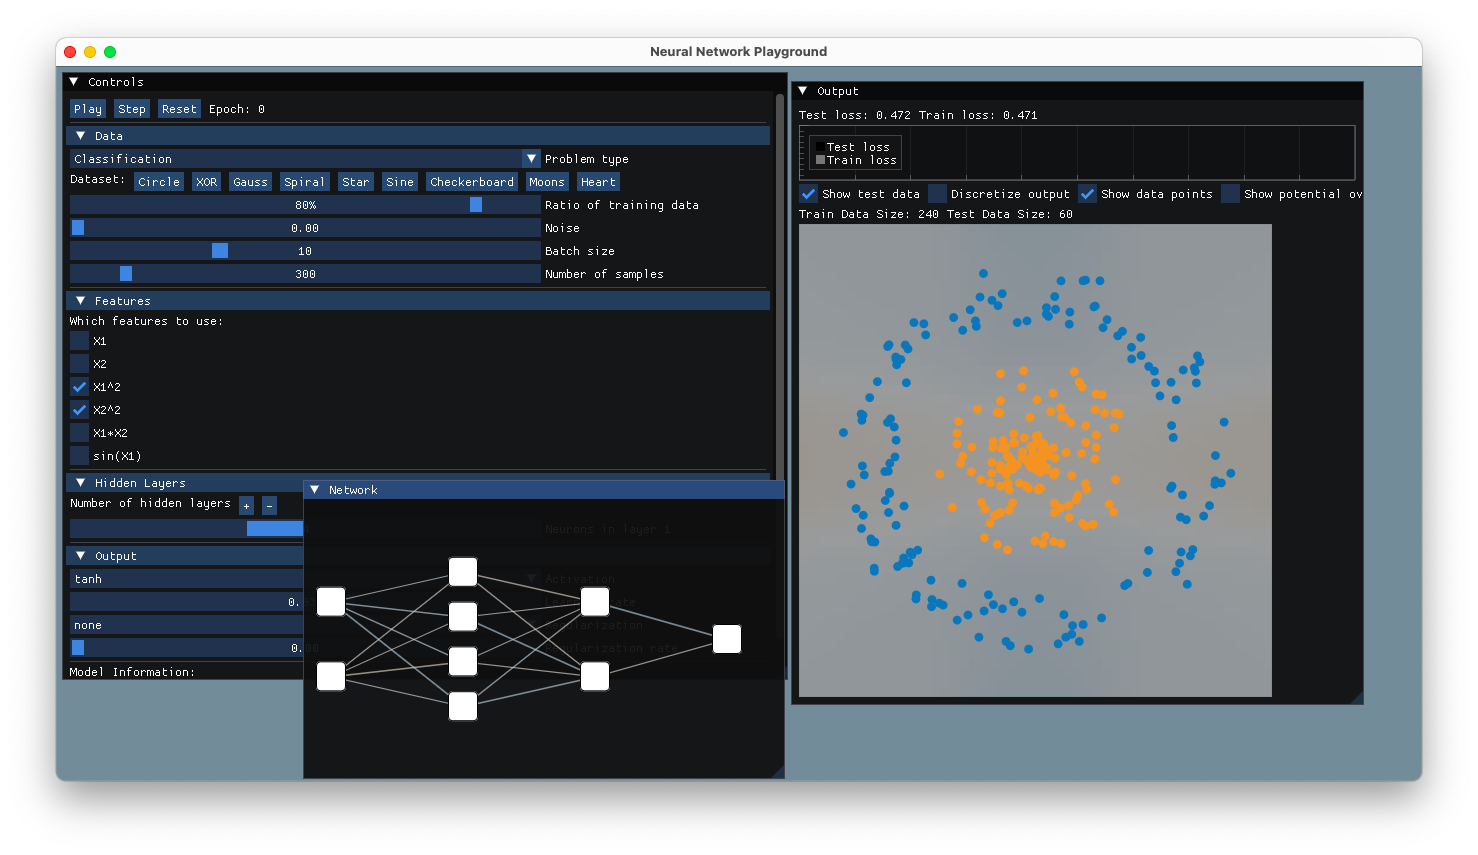 Neural Network Playground
Controls
Play Step Reset Epoch: 0
Data
Classification Problem type
Dataset: Circle XOR Gauss Spiral Star Sine Checkerboard Moons Heart
80% Ratio of training data
0.00 Noise
10 Batch size
300 Number of samples
Features
Which features to use:
X1
X2
X1^2
X2^2
X1*X2
sin(X1)
Hidden Layers
Number of hidden layers + -
Neurons in layer 1
Output
tanh Activation
0.
none Regularization
0. Regularization rate
Model Information:
Network
Output
Test loss: 0.472 Train loss: 0.471
Test loss
Train loss
Show test data Discretize output Show data points Show potential ov
Train Data Size: 240 Test Data Size: 60